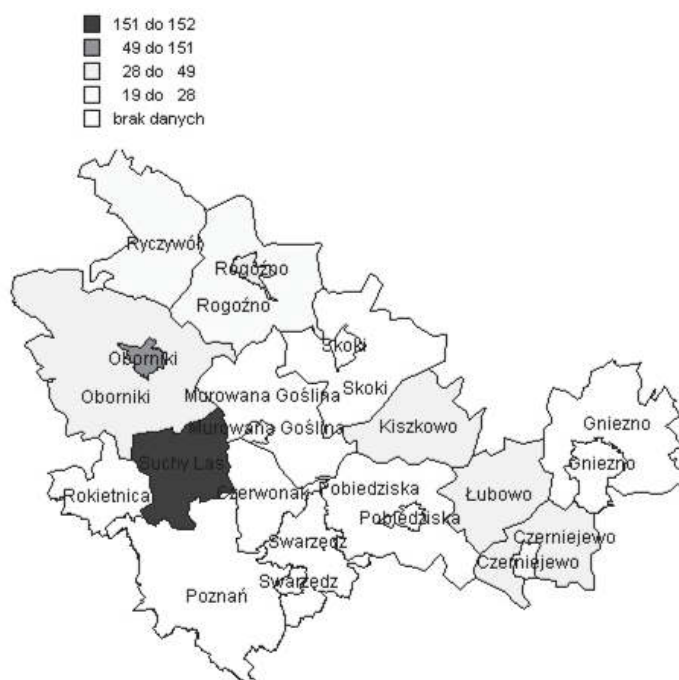 151 do 152
49 do 151
28 do 49
19 do 28
brak danych
Ryczywół
Rogoźno
Rogoźno
Skoki
Oborniki
Skoki
Oborniki
Murowana Goślina
Gniezno
Murowana Goślina
Kiszkowo
Suchy Las
Gniezno
Rokietnica
Czerwonak
Pobiedziska
Łubowo
Pobiedziska
Swarzędz
Czerniejewo
Czerniejewo
Swarzędz
Poznań